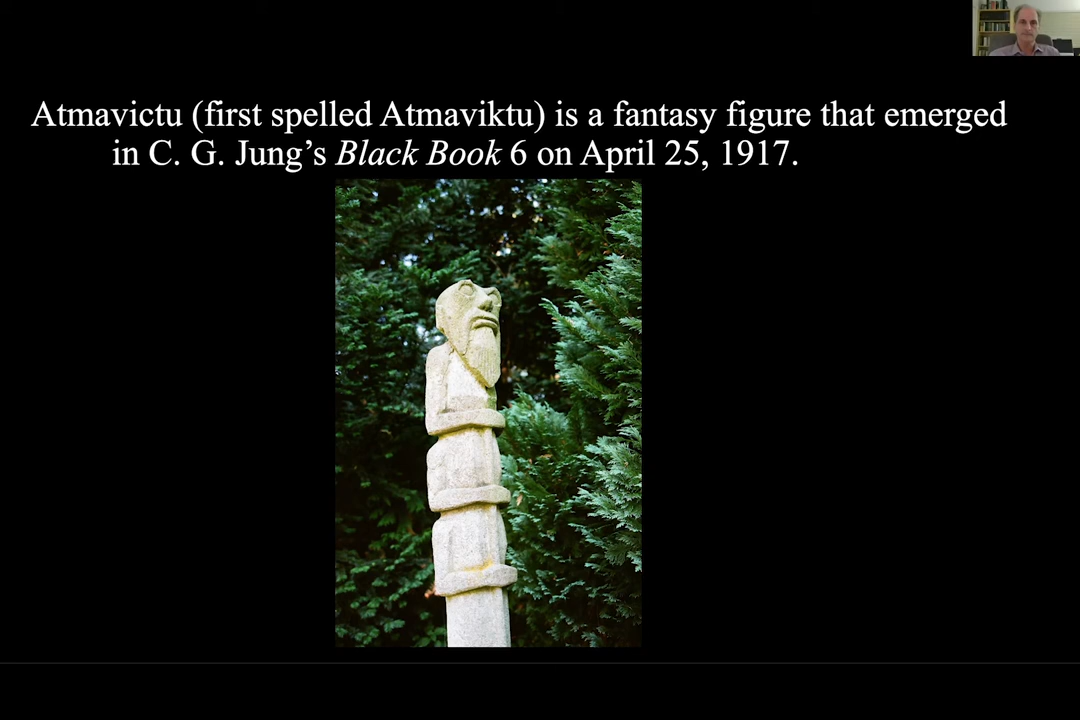 Atmavictu (first spelled Atmaviktu) is a fantasy figure that emerged
in C. G. Jung’s Black Book 6 on April 25, 1917.